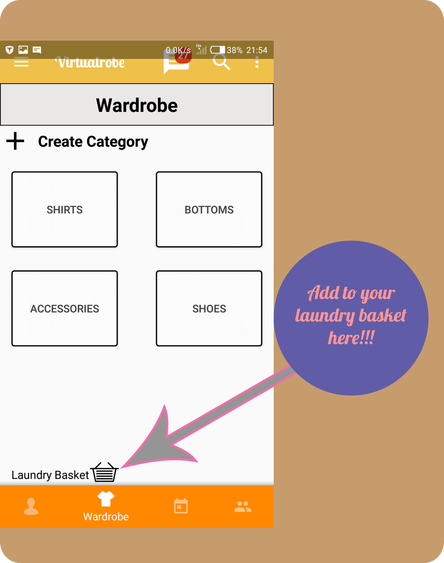 0.0K/s 38% 21:54
Virtualrobe 27
Wardrobe
Create Category
SHIRTS BOTTOMS
ACCESSORIES SHOES
Add to your
laundry basket
here!!!
Laundry Basket
Wardrobe